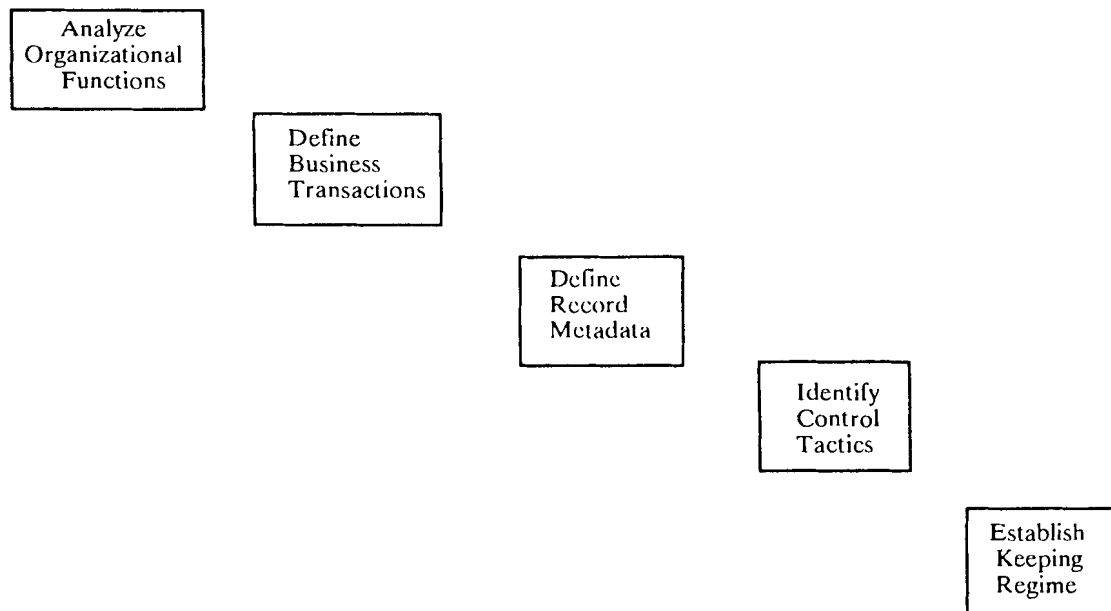 Analyze
Organizational
Functions
Define
Business
Transactions
Define
Record
Metadata
Identify
Control
Tactics
Establish
Keeping
Regime